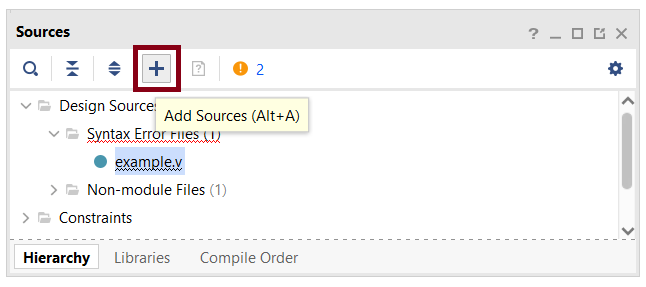 Sources
2
Add Sources (Alt+A)
Design Sources
Syntax Error Files (1)
example.v
Non-module Files (1)
Constraints
Hierarchy Libraries Compile Order